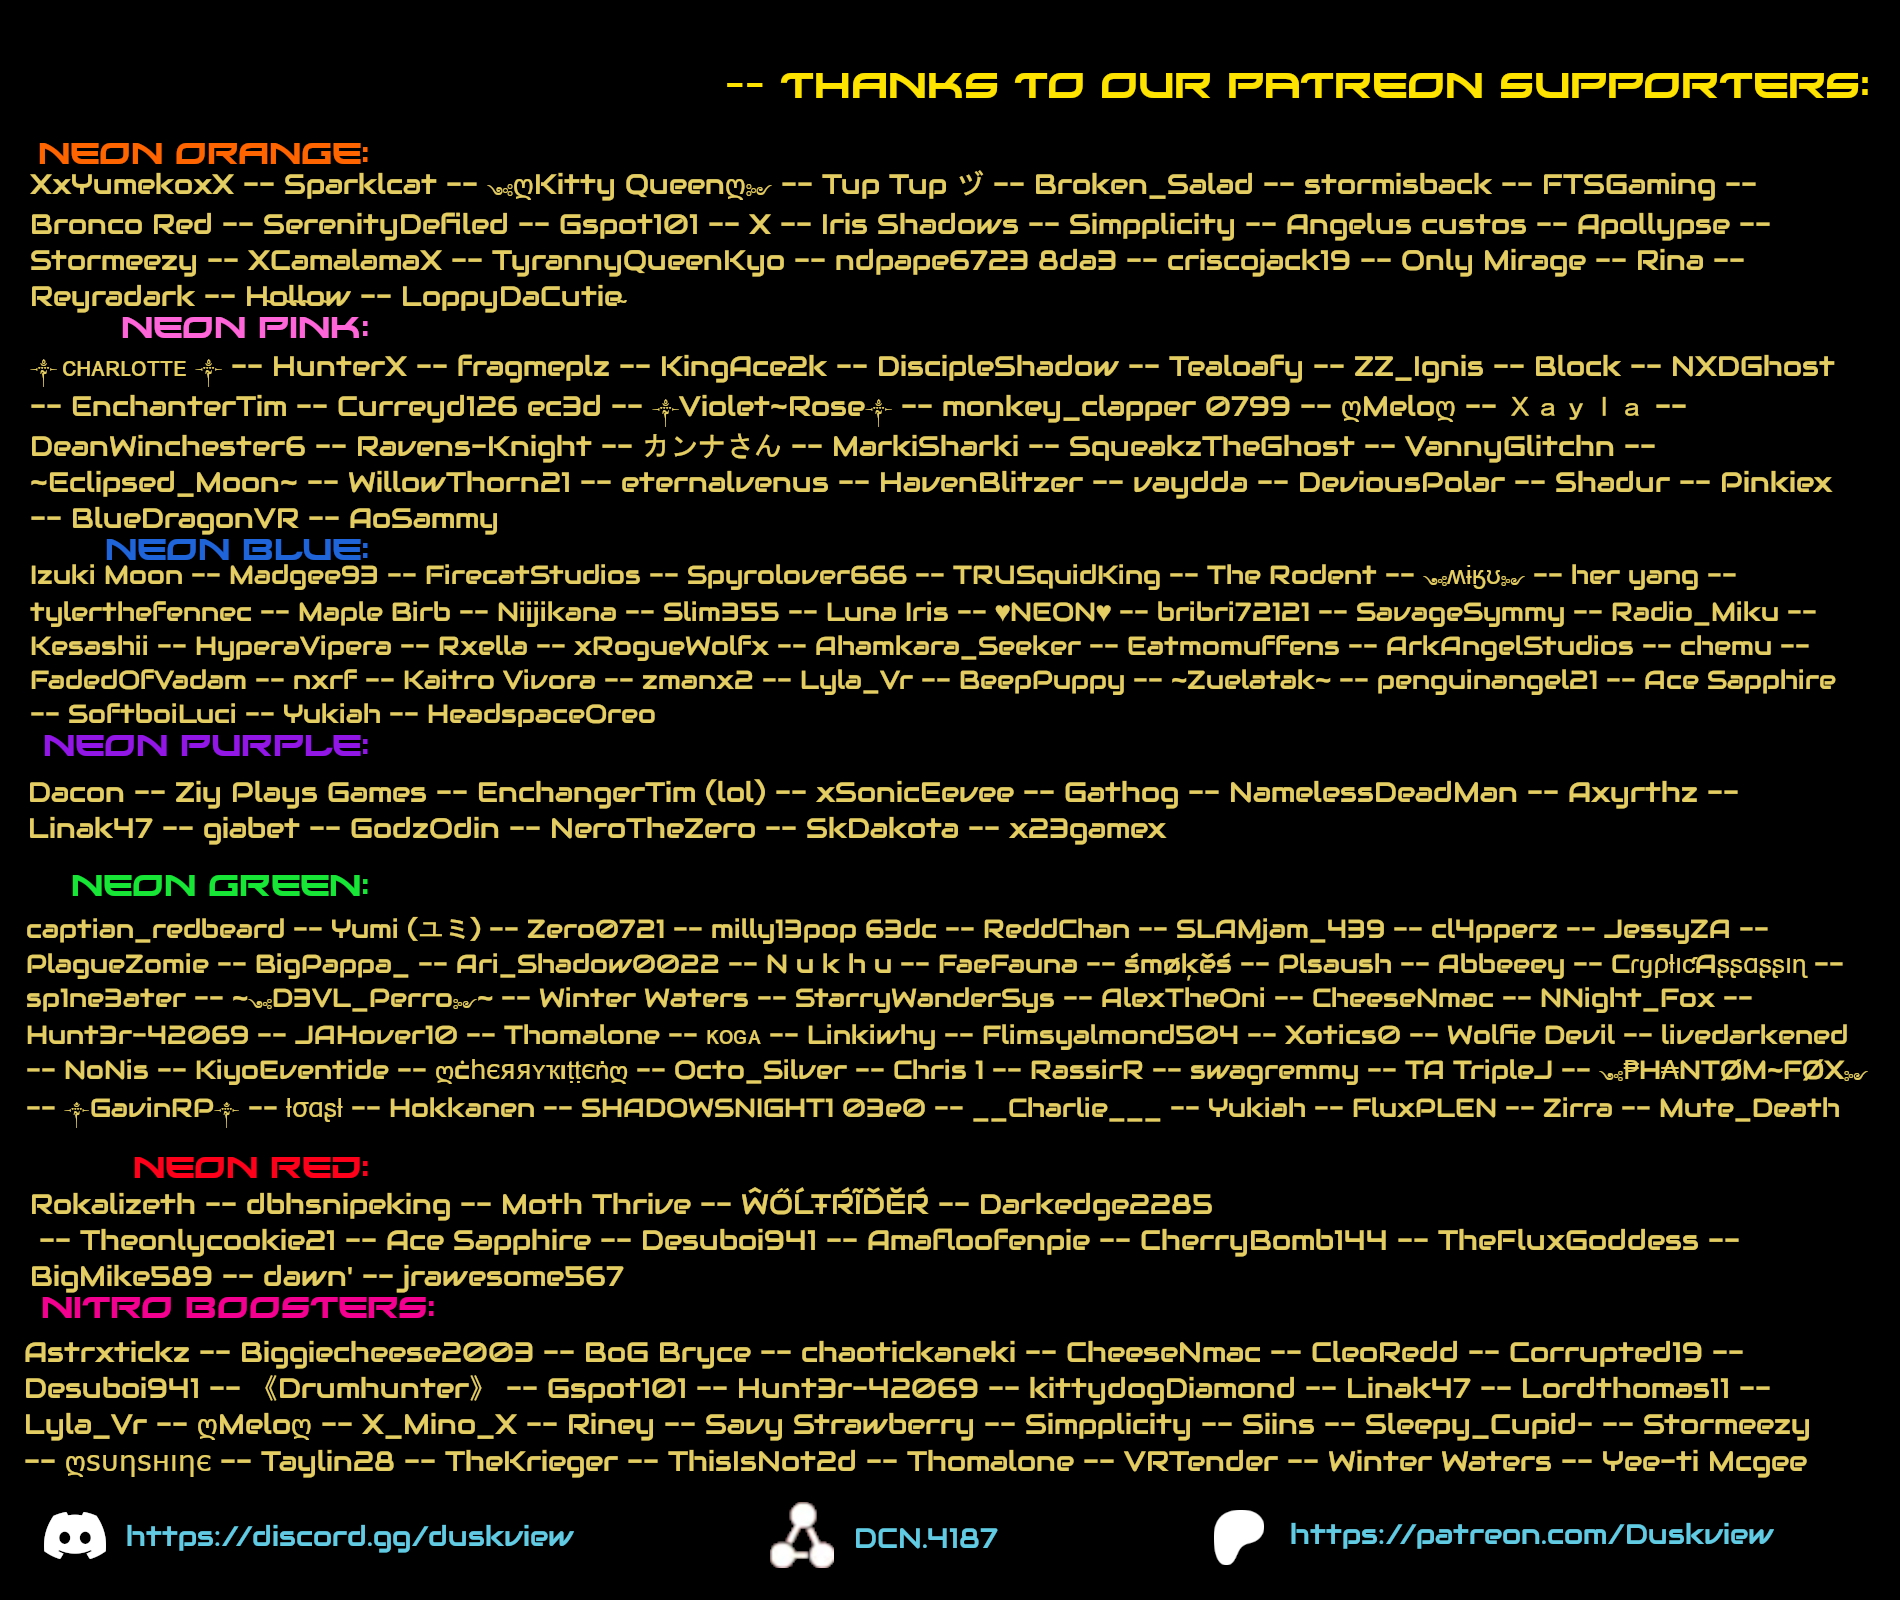 -- THANKS TO OUR PATREON SUPPORTERS:
NEON ORANGE:
XxYumekoxX -- Sparklcat -- ༺ღKitty Queenღ༻ -- Tup Tup ヅ -- Broken_Salad -- stormisback -- FTSGaming --
Bronco Red -- SerenityDefiled -- Gspot101 -- X -- Iris Shadows -- Simpplicity -- Angelus custos -- Apollypse --
Stormeezy -- XCamalamaX -- TyrannyQueenKyo -- ndpape6723 8da3 -- criscojack19 -- Only Mirage -- Rina --
Reyradark -- H̴o̴l̴l̴o̴w̴ -- LoppyDaCutie
NEON PINK:
༒ ᴄʜᴀʀʟᴏᴛᴛᴇ ༒ -- HunterX -- fragmeplz -- KingAce2k -- DiscipleShadow -- Tealoafy -- ZZ_Ignis -- Block -- NXDGhost
-- EnchanterTim -- Curreyd126 ec3d -- ༒Violet~Rose༒ -- monkey_clapper 0799 -- ღMeloღ -- Ｘａｙｌａ --
DeanWinchester6 -- Ravens-Knight -- カンナさん -- MarkiSharki -- SqueakzTheGhost -- VannyGlitchn --
~Eclipsed_Moon~ -- WillowThorn21 -- eternalvenus -- HavenBlitzer -- vaydda -- DeviousPolar -- Shadur -- Pinkiex
-- BlueDragonVR -- AoSammy
NEON BLUE:
Izuki Moon -- Madgee93 -- FirecatStudios -- Spyrolover666 -- TRUSquidKing -- The Rodent -- ༺ʍɨӄʊ༻ -- her yang --
tylerthefennec -- Maple Birb -- Niijikana -- Slim355 -- Luna Iris -- ♥NEON♥ -- bribri72121 -- SavageSymmy -- Radio_Miku --
Kesashii -- HyperaVipera -- Rxella -- xRogueWolfx -- Ahamkara_Seeker -- Eatmomuffens -- ArkAngelStudios -- chemu --
FadedOfVadam -- nxrf -- Kaitro Vivora -- zmanx2 -- Lyla_Vr -- BeepPuppy -- ~Zuelatak~ -- penguinangel21 -- Ace Sapphire
-- SoftboiLuci -- Yukiah -- HeadspaceOreo
NEON PURPLE:
Dacon -- Ziy Plays Games -- EnchangerTim (lol) -- xSonicEevee -- Gathog -- NamelessDeadMan -- Axyrthz --
Linak47 -- giabet -- GodzOdin -- NeroTheZero -- SkDakota -- x23gamex
NEON GREEN:
captian_redbeard -- Yumi (ユミ) -- Zero0721 -- milly13pop 63dc -- ReddChan -- SLAMjam_439 -- cl4pperz -- JessyZA --
PlagueZomie -- BigPappa_ -- Ari_Shadow0022 -- N u k h u -- FaeFauna -- śmøķěś -- Plsaush -- Abbeeey -- CɾყρƚιƈAʂʂαʂʂιɳ --
sp1ne3ater -- ~༺D3VL_Perro༻~ -- Winter Waters -- StarryWanderSys -- AlexTheOni -- CheeseNmac -- NNight_Fox --
Hunt3r-42069 -- JAHover10 -- Thomalone -- ᴋᴏɢᴀ -- Linkiwhy -- Flimsyalmond504 -- Xotics0 -- Wolfie Devil -- livedarkened
-- NoNis -- KiyoEventide -- ღċһєяяʏҡıţţєṅღ -- Octo_Silver -- Chris 1 -- RassirR -- swagremmy -- TA TripleJ -- ༺₱H₳NTØM~FØX༻
-- ༒GavinRP༒ -- ƚσαʂƚ -- Hokkanen -- SHADOWSNIGHT1 03e0 -- __Charlie___ -- Yukiah -- FluxPLEN -- Zirra -- Mute_Death
NEON RED:
Rokalizeth -- dbhsnipeking -- Moth Thrive -- ŴŐĹŦŔĨĎĔŔ -- Darkedge2285
-- Theonlycookie21 -- Ace Sapphire -- Desuboi941 -- Amafloofenpie -- CherryBomb144 -- TheFluxGoddess --
BigMike589 -- dawn' -- jrawesome567
NITRO BOOSTERS:
Astrxtickz -- Biggiecheese2003 -- BoG Bryce -- chaotickaneki -- CheeseNmac -- CleoRedd -- Corrupted19 --
Desuboi941 -- 《Drumhunter》 -- Gspot101 -- Hunt3r-42069 -- kittydogDiamond -- Linak47 -- Lordthomas11 --
Lyla_Vr -- ღMeloღ -- X_Mino_X -- Riney -- Savy Strawberry -- Simpplicity -- Siins -- Sleepy_Cupid- -- Stormeezy
-- ღѕυηѕнιηє -- Taylin28 -- TheKrieger -- ThisIsNot2d -- Thomalone -- VRTender -- Winter Waters -- Yee-ti Mcgee
https://discord.gg/duskview
DCN.4187
https://patreon.com/Duskview